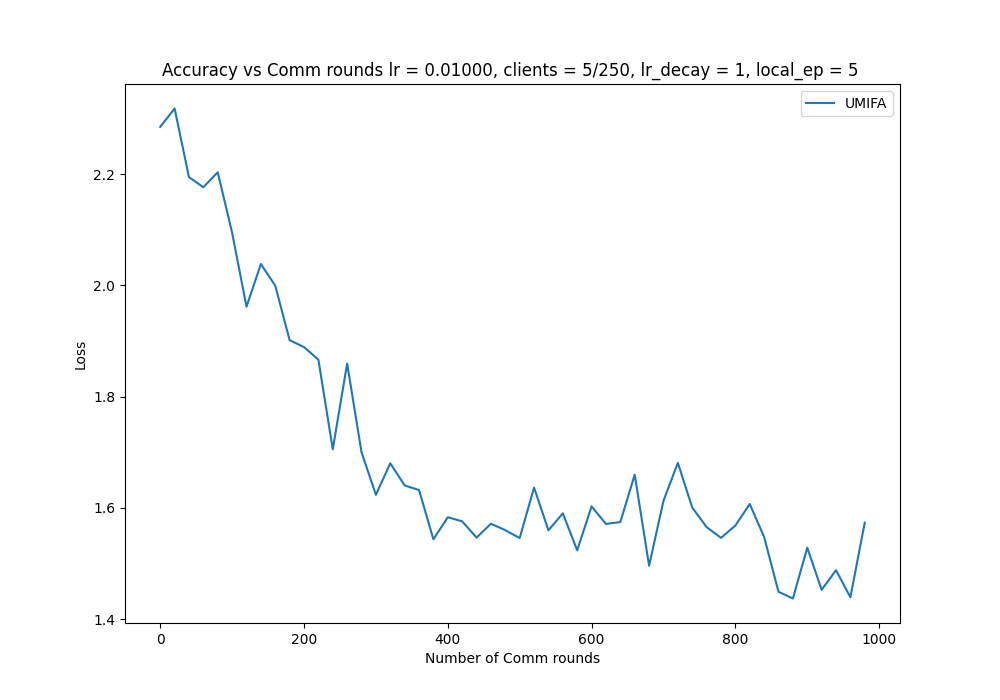 Accuracy vs Comm rounds lr = 0.01000, clients = 5/250, lr_decay = 1, local_ep = 5
UMIFA
2.2
2.0
1.8
1.6
1.4
Loss
0 200 400 600 800 1000
Number of Comm rounds